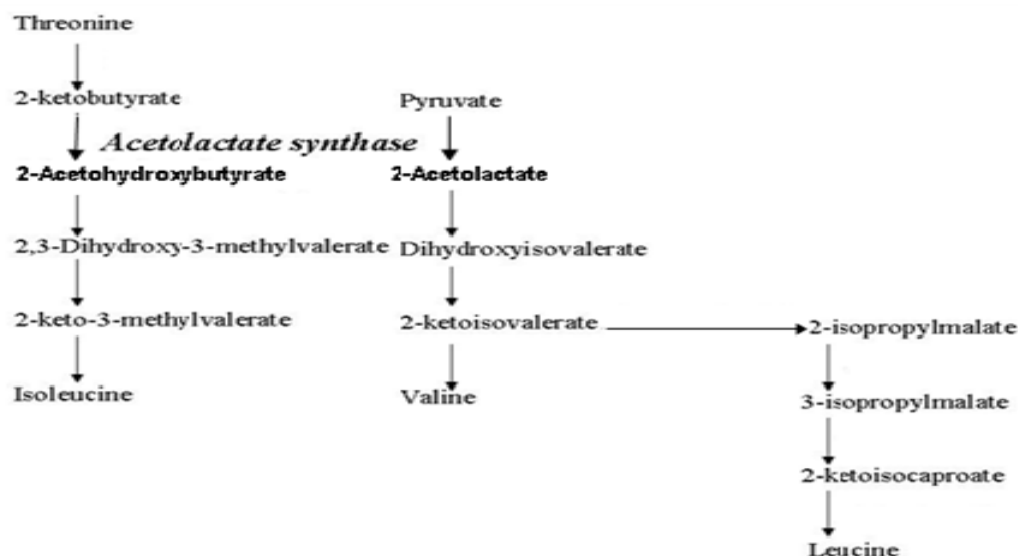 Threonine
2-ketobutyrate Pyruvate
Acetolactate synthase
2-Acetohydroxybutyrate 2-Acetolactate
2,3-Dihydroxy-3-methylvalerate Dihydroxyisovalerate
2-keto-3-methylvalerate 2-ketoisovalerate 2-isopropylmalate
Isoleucine Valine 3-isopropylmalate
2-ketoisocaproate
Leucine